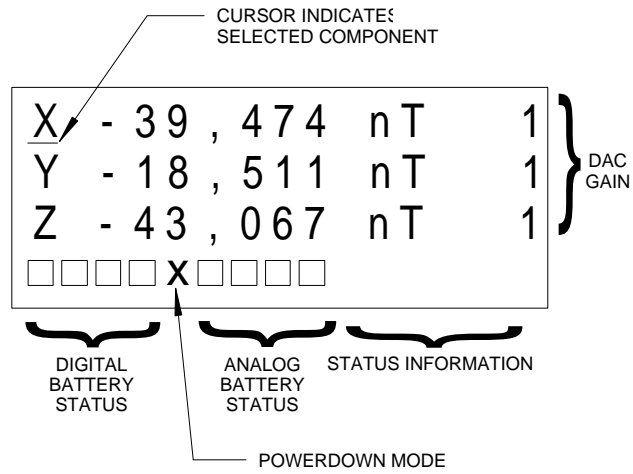 CURSOR INDICATES
SELECTED COMPONENT
X - 39,474 nT 1
Y - 18,511 nT 1
Z - 43,067 nT 1
DAC
GAIN
□□□□x□□□□
DIGITAL
BATTERY
STATUS
ANALOG
BATTERY
STATUS
STATUS INFORMATION
POWERDOWN MODE